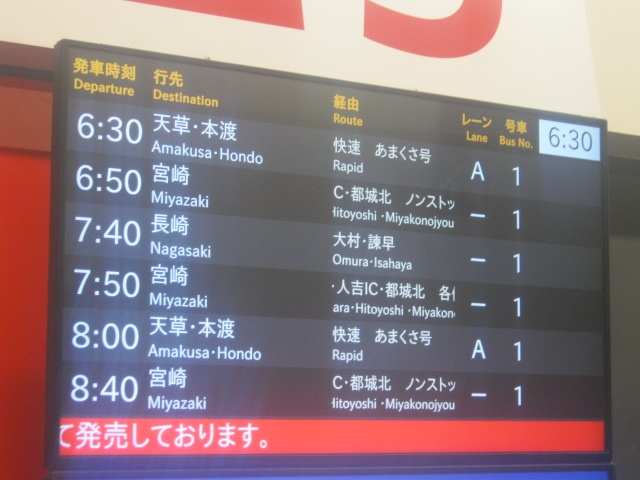 発車時刻 行先 経由 レーン 号車
Departure Destination Route Lane Bus No. 6:30
6:30 天草・本渡 快速 あまくさ号 A 1
Amakusa・Hondo Rapid
6:50 宮崎 C・都城北 ノンストッ ー 1
Miyazaki Hitoyoshi・Miyakonojyou
7:40 長崎 大村・諫早 ー 1
Nagasaki Omura・Isahaya
7:50 宮崎 ・人吉IC・都城北 各 ー 1
Miyazaki ara・Hitoyoshi・Miyakon
8:00 天草・本渡 快速 あまくさ号 A 1
Amakusa・Hondo Rapid
8:40 宮崎 C・都城北 ノンストッ ー 1
Miyazaki Hitoyoshi・Miyakonojyou
て発売しております。